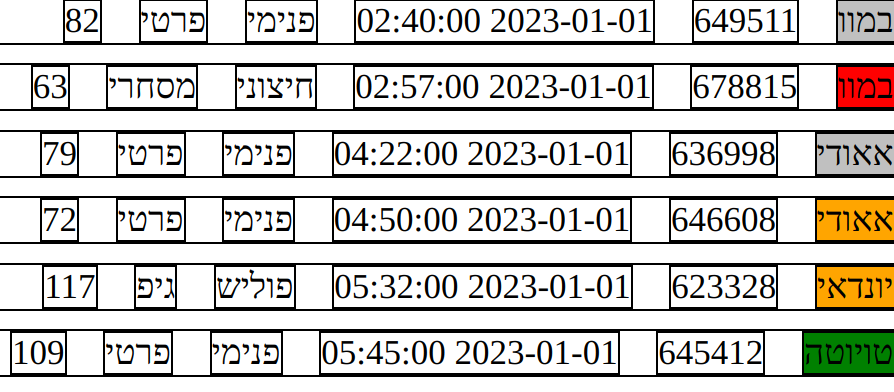 במוו 649511 2023-01-01 02:40:00 פנימי פרטי 82
במוו 678815 2023-01-01 02:57:00 חיצוני מסחרי 63
אאודי 636998 2023-01-01 04:22:00 פנימי פרטי 79
אאודי 646608 2023-01-01 04:50:00 פנימי פרטי 72
יונדאי 623328 2023-01-01 05:32:00 פוליש גיפ 117
טויוטה 645412 2023-01-01 05:45:00 פנימי פרטי 109